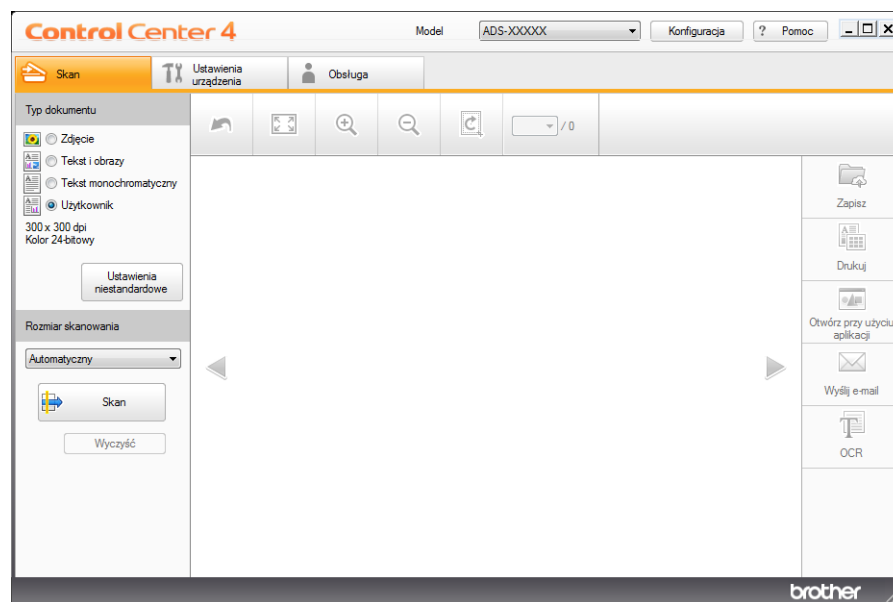 Control Center 4
Model
ADS-XXXXX
Konfiguracja
? Pomoc
Skan
Ustawienia
urządzenia
Obsługa
Typ dokumentu
/ 0
Zdjęcie
Tekst i obrazy
Tekst monochromatyczny
Użytkownik
300 x 300 dpi
Kolor 24-bitowy
Ustawienia
niestandardowe
Rozmiar skanowania
Automatyczny
Skan
Wyczyść
Zapisz
Drukuj
Otwórz przy użyciu
aplikacji
Wyślij e-mail
OCR
brother